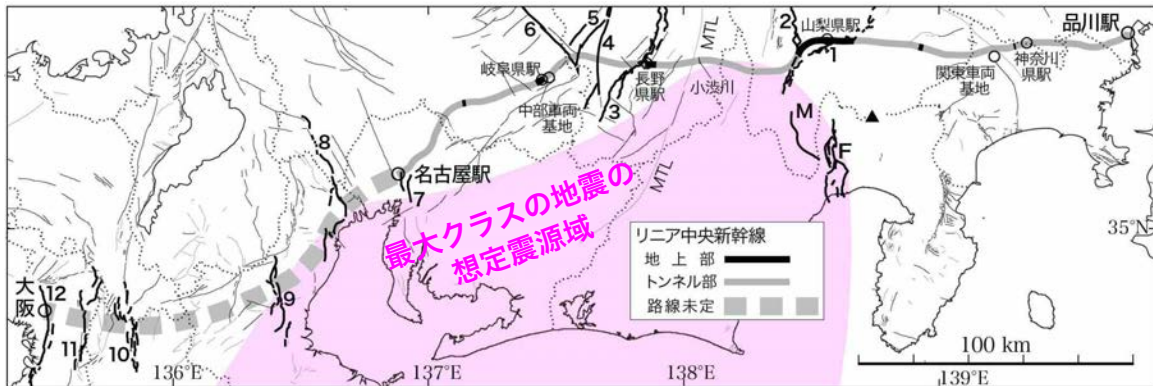 品川駅
山梨県駅
2
1
神奈川
県駅
関東車両
基地
MTL
小渋川
長野
県駅
5
6
4
3
岐阜県駅
中部車両
基地
M
F
8
名古屋駅
7
MTL
最大クラスの地震の
想定震源域
35°N
リニア中央新幹線
地上部
トンネル部
路線未定
大阪
12
11
10
9
100 km
136°E
137°E
138°E
139°E